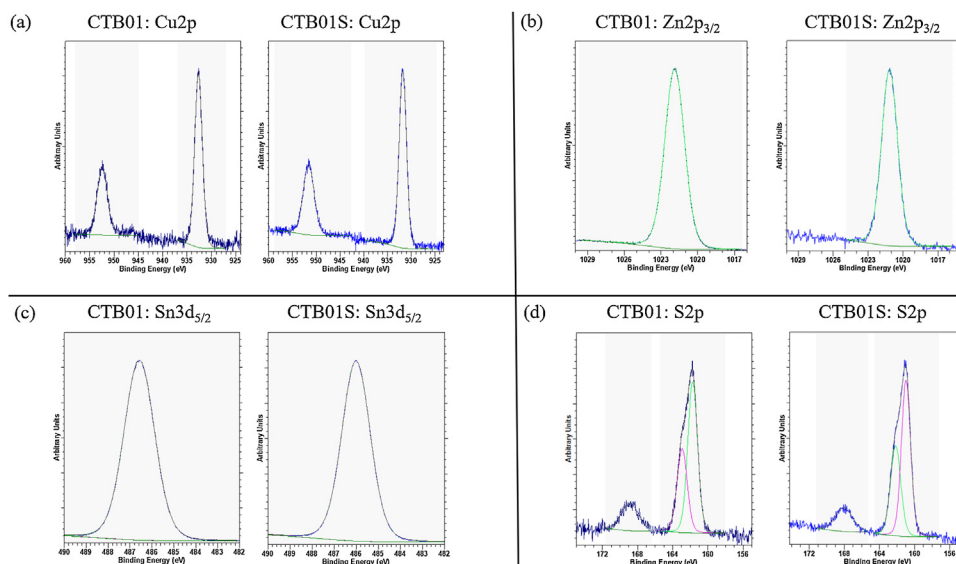 (a)
CTB01: Cu2p
CTB01S: Cu2p
Arbitrary Units
960 955 950 945 940 935 930 925
Binding Energy (eV)
Arbitrary Units
960 955 950 945 940 935 930 925
Binding Energy (eV)
(b)
CTB01: Zn2p3/2
CTB01S: Zn2p3/2
Arbitrary Units
1029 1026 1023 1020 1017
Binding Energy (eV)
Arbitrary Units
1029 1026 1023 1020 1017
Binding Energy (eV)
(c)
CTB01: Sn3d5/2
CTB01S: Sn3d5/2
Arbitrary Units
490 489 488 487 486 485 484 483 482
Binding Energy (eV)
Arbitrary Units
490 489 488 487 486 485 484 483 482
Binding Energy (eV)
(d)
CTB01: S2p
CTB01S: S2p
Arbitrary Units
172 168 164 160 156
Binding Energy (eV)
Arbitrary Units
172 168 164 160 156
Binding Energy (eV)